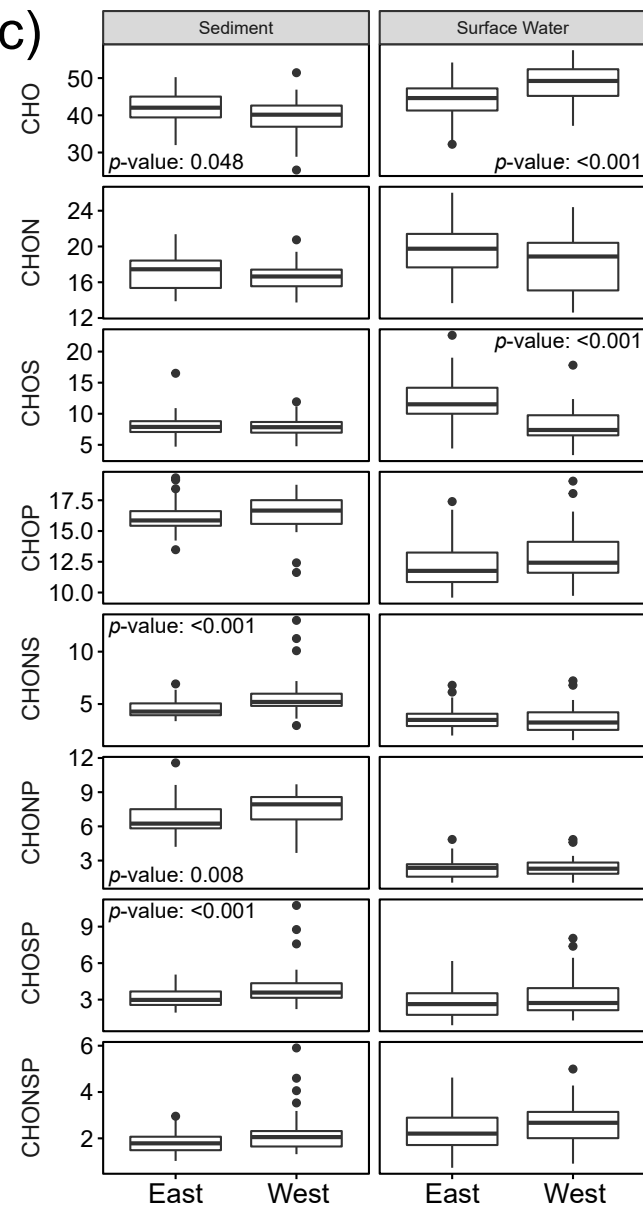 c)
Sediment
Surface Water
CHO
50
40
30
p-value: 0.048
p-value: <0.001
CHON
24
20
16
12
CHOS
20
15
10
5
p-value: <0.001
CHOP
17.5
15.0
12.5
10.0
CHONS
10
5
p-value: <0.001
CHONP
12
9
6
3
p-value: 0.008
CHOSP
9
6
3
p-value: <0.001
CHONSP
6
4
2
East
West
East
West